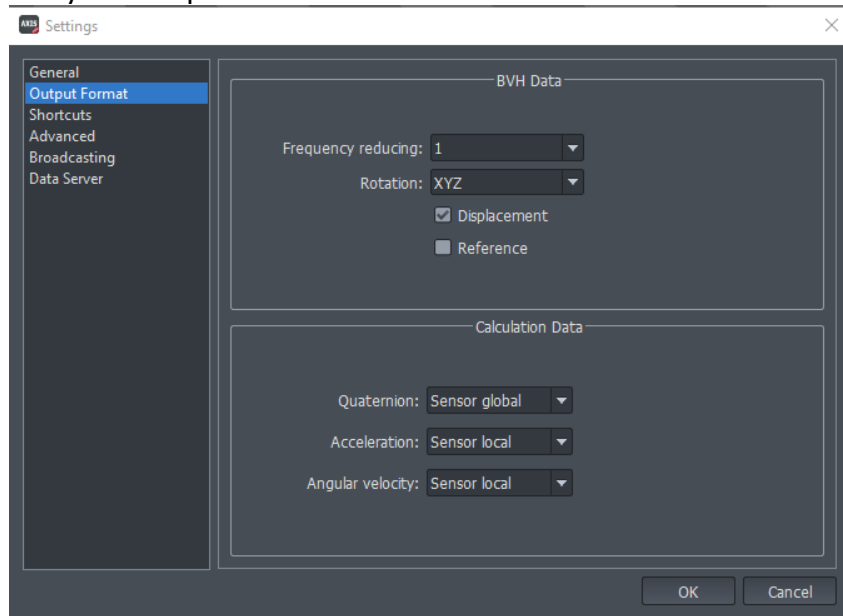 AXIS
Settings
General
Output Format
Shortcuts
Advanced
Broadcasting
Data Server
BVH Data
Frequency reducing: 1
Rotation: XYZ
Displacement
Reference
Calculation Data
Quaternion: Sensor global
Acceleration: Sensor local
Angular velocity: Sensor local
OK
Cancel